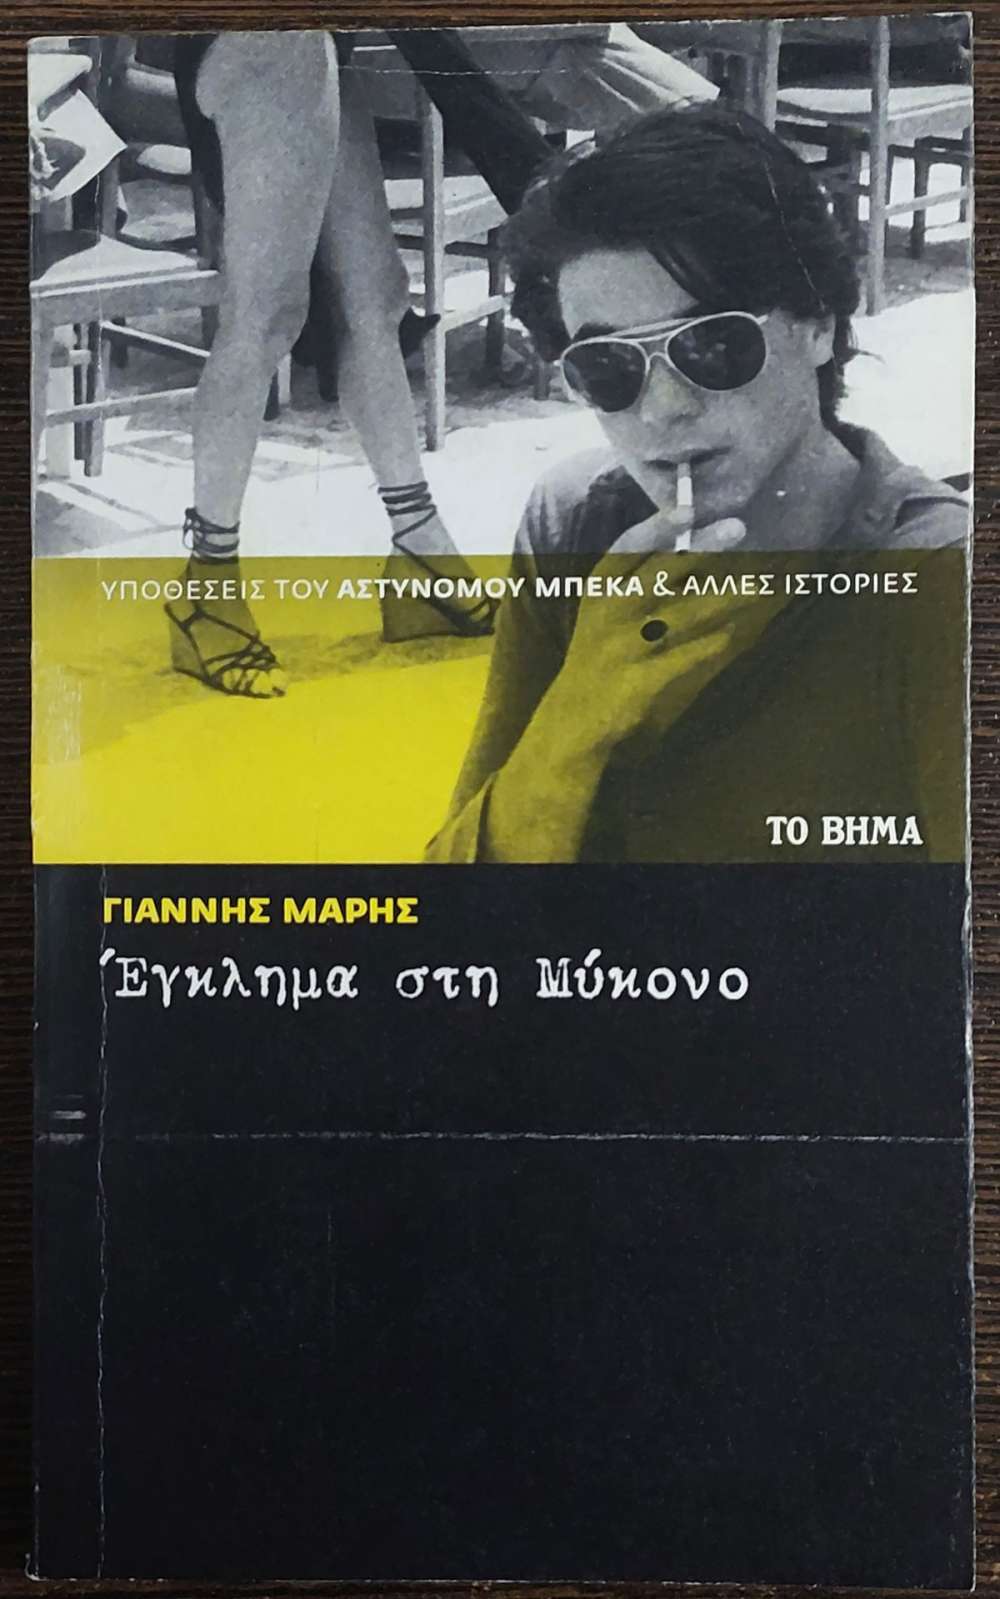 ΥΠΟΘΕΣΕΙΣ ΤΟΥ ΑΣΤΥΝΟΜΟΥ ΜΠΕΚΑ & ΑΛΛΕΣ ΙΣΤΟΡΙΕΣ
ΤΟ ΒΗΜΑ
ΓΙΑΝΝΗΣ ΜΑΡΗΣ
Έγκλημα στη Μύκονο